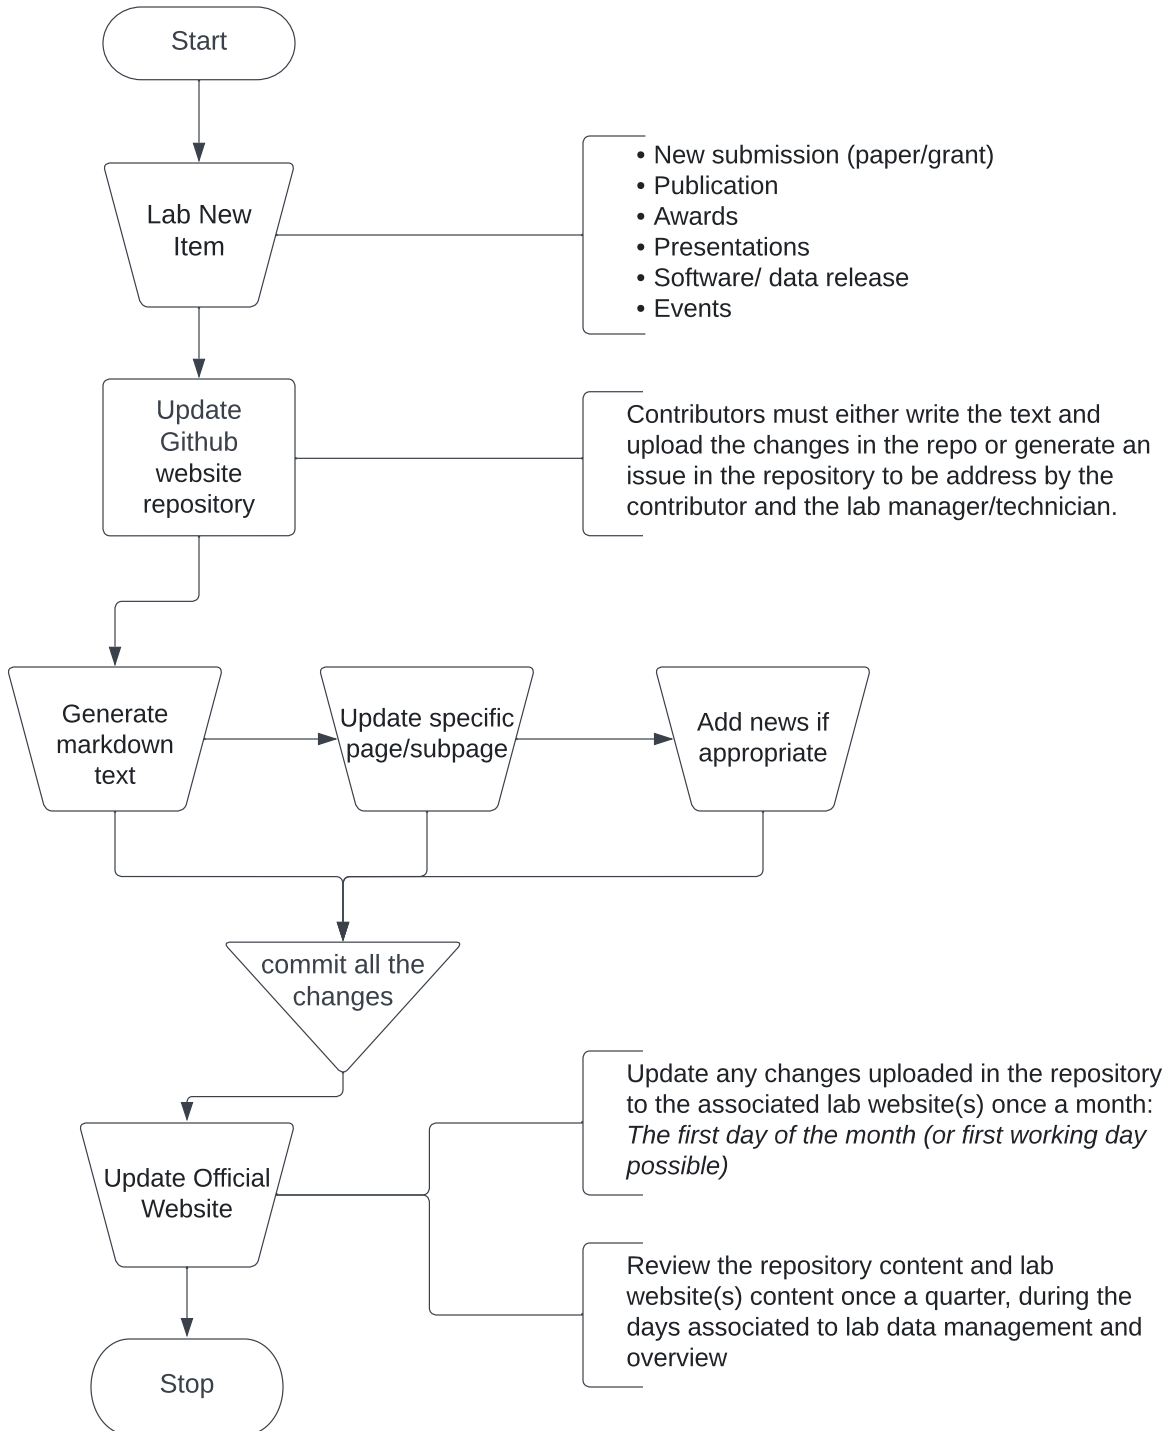 Start
Lab New
Item
• New submission (paper/grant)
• Publication
• Awards
• Presentations
• Software/ data release
• Events
Update
Github
website
repository
Contributors must either write the text and
upload the changes in the repo or generate an
issue in the repository to be address by the
contributor and the lab manager/technician.
Generate
markdown
text
Update specific
page/subpage
Add news if
appropriate
commit all the
changes
Update Official
Website
Update any changes uploaded in the repository
to the associated lab website(s) once a month:
The first day of the month (or first working day
possible)
Review the repository content and lab
website(s) content once a quarter, during the
days associated to lab data management and
overview
Stop